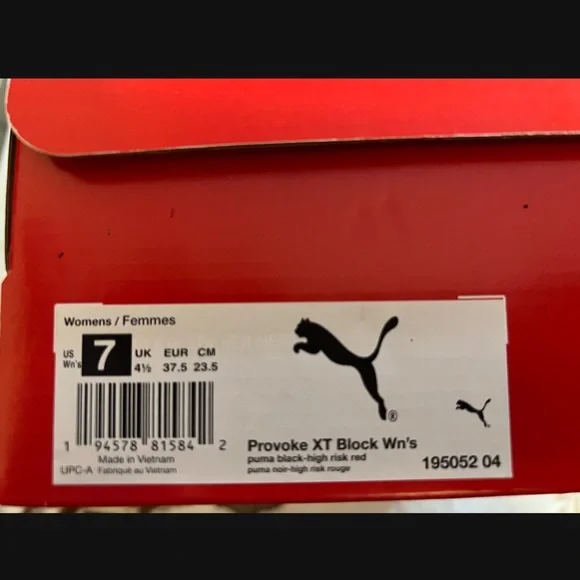 Womens / Femmes
US Wn's 7 UK 4½ EUR 37.5 CM 23.5
1 94578 81584 2
Made in Vietnam
UPC-A Fabriqué au Vietnam
®
Provoke XT Block Wn's
puma black-high risk red
puma noir-high risk rouge
195052 04